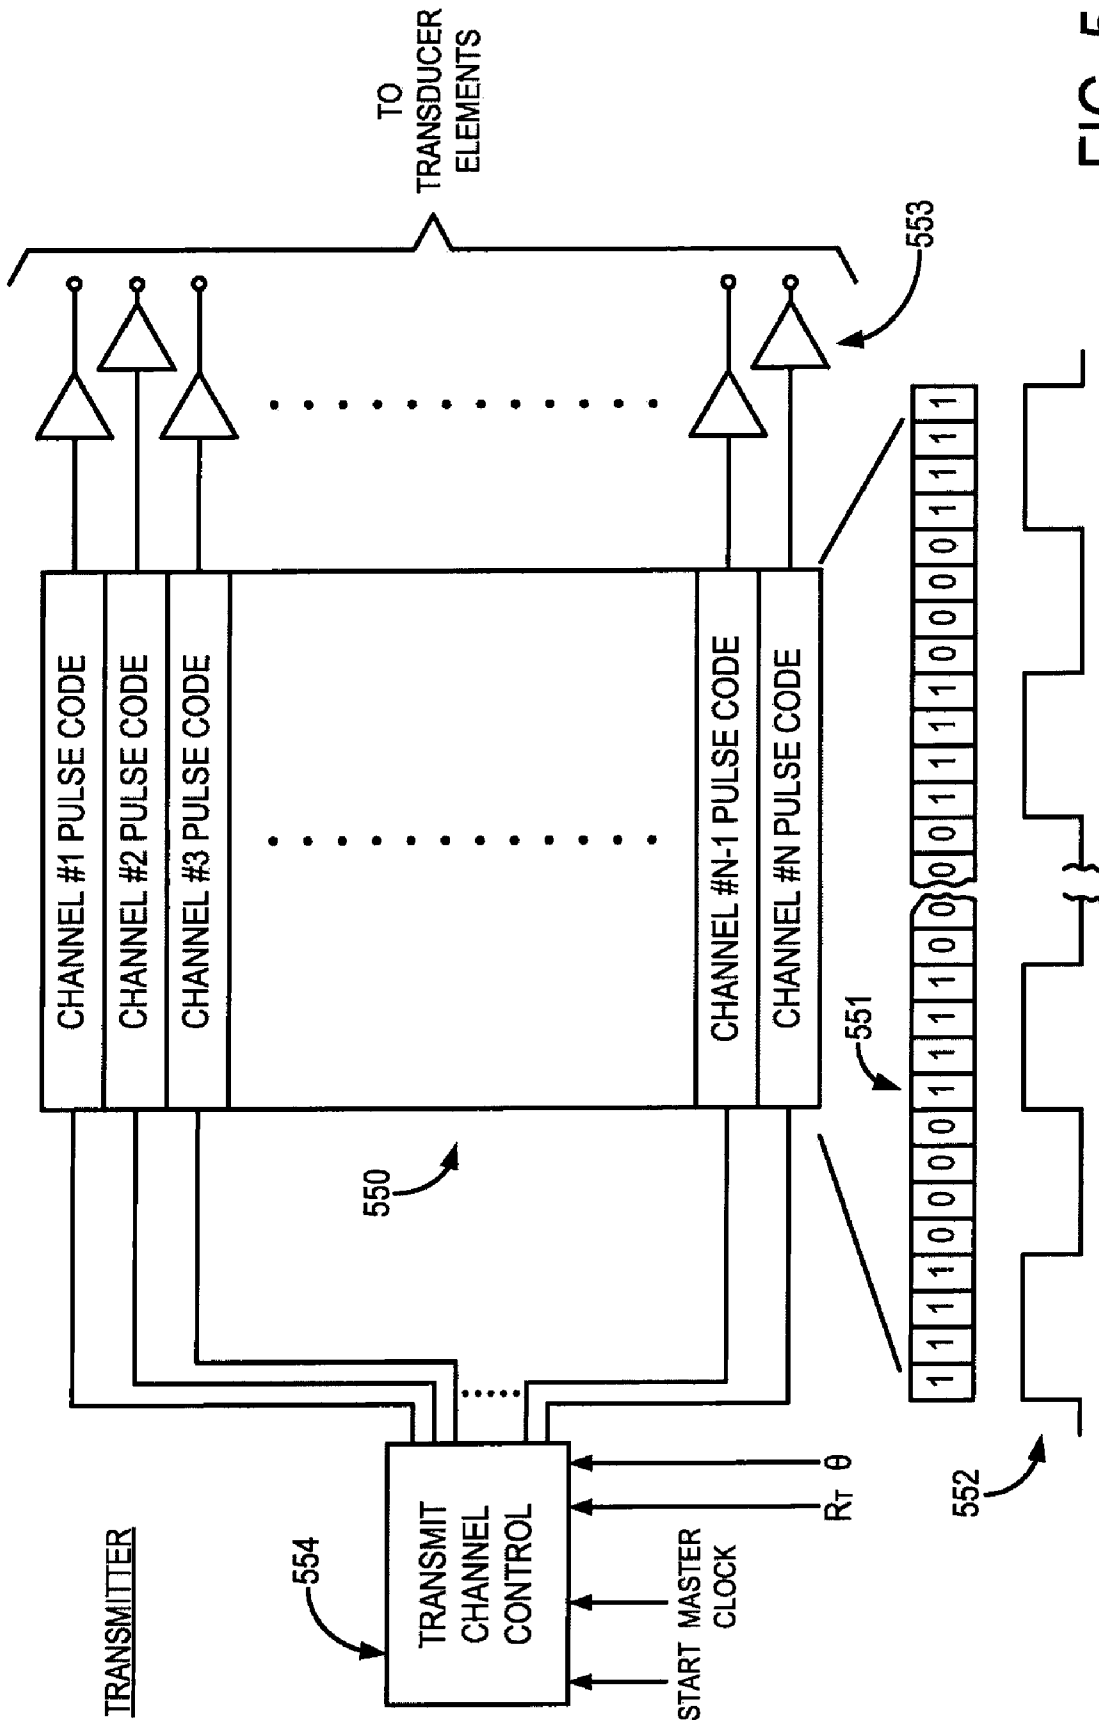 TRANSMITTER
CHANNEL #1 PULSE CODE
CHANNEL #2 PULSE CODE
CHANNEL #3 PULSE CODE
CHANNEL #N-1 PULSE CODE
CHANNEL #N PULSE CODE
TO
TRANSDUCER
ELEMENTS
554
TRANSMIT
CHANNEL
CONTROL
550
START
MASTER
CLOCK
RT
θ
553
551
1 1 1 1 0 0 0 0 1 1 1 1 0 0 0 0 1 1 1 1 0 0 0 0 1 1 1 1
552